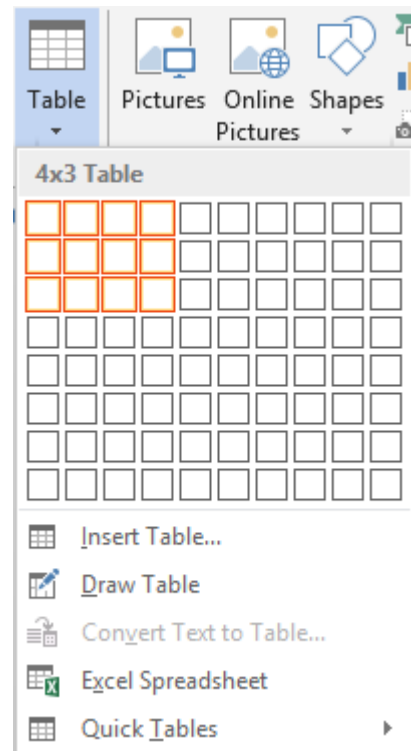 Table Pictures Online Pictures Shapes
4x3 Table
Insert Table...
Draw Table
Convert Text to Table...
Excel Spreadsheet
Quick Tables